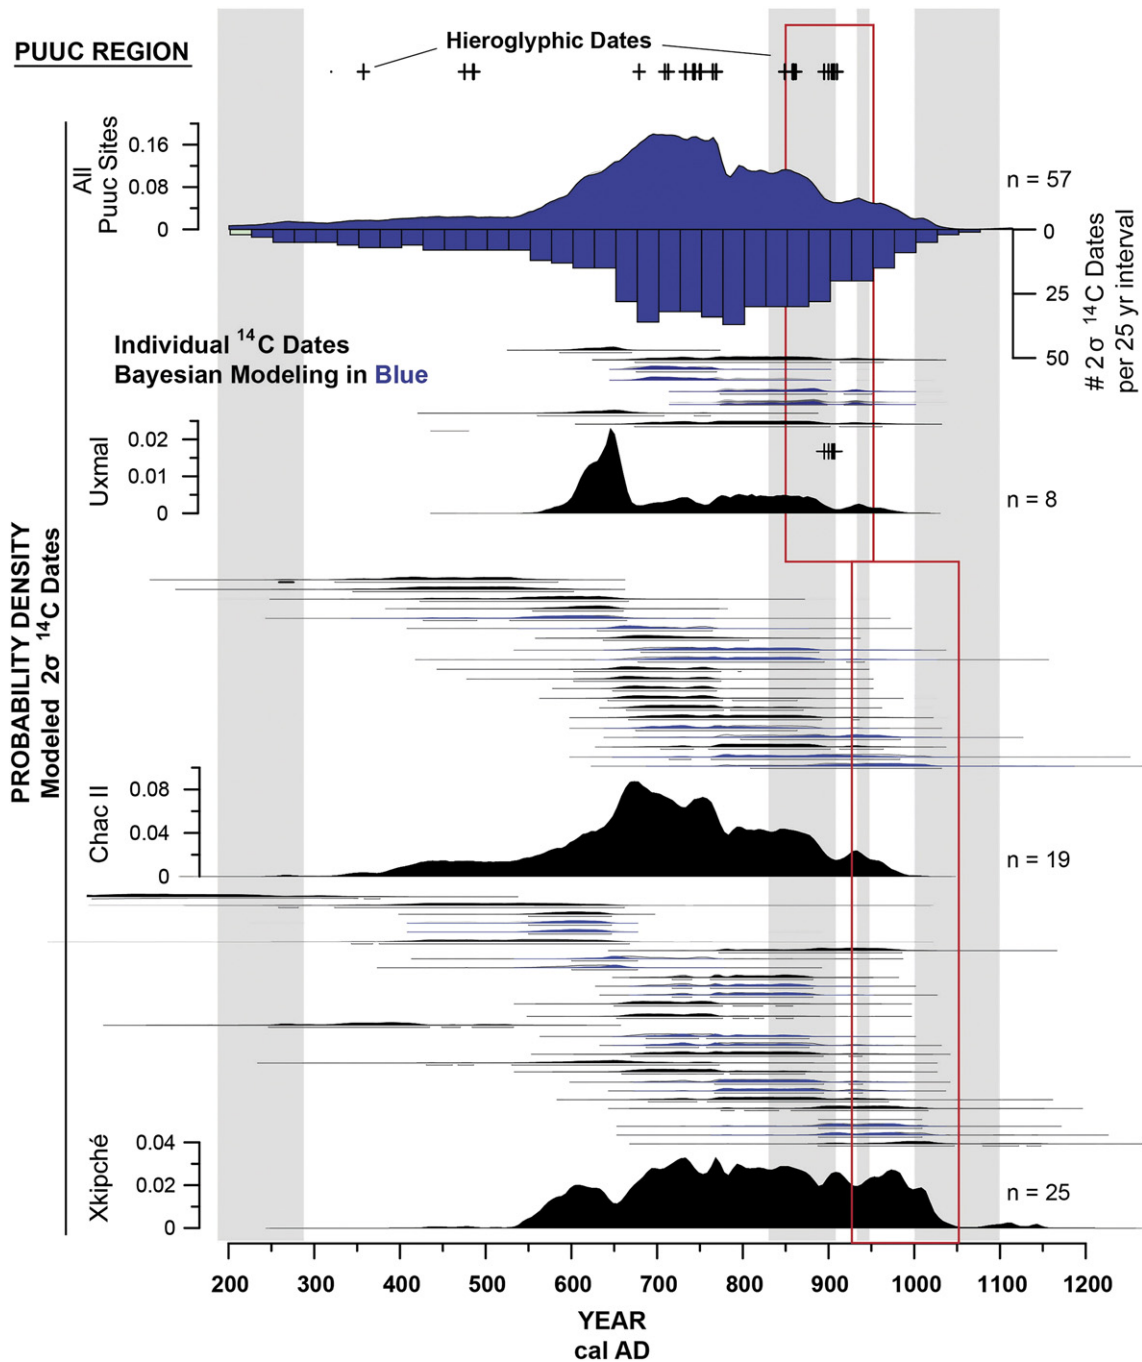 PUUC REGION
Hieroglyphic Dates
All
Puuc Sites
0.16
0.08
0
n = 57
0
25
50
# 2σ ¹⁴C Dates
per 25 yr interval
Individual ¹⁴C Dates
Bayesian Modeling in Blue
Uxmal
0.02
0.01
0
n = 8
PROBABILITY DENSITY
Modeled 2σ ¹⁴C Dates
Chac II
0.08
0.04
0
n = 19
Xkipché
0.04
0.02
0
n = 25
200 300 400 500 600 700 800 900 1000 1100 1200
YEAR
cal AD